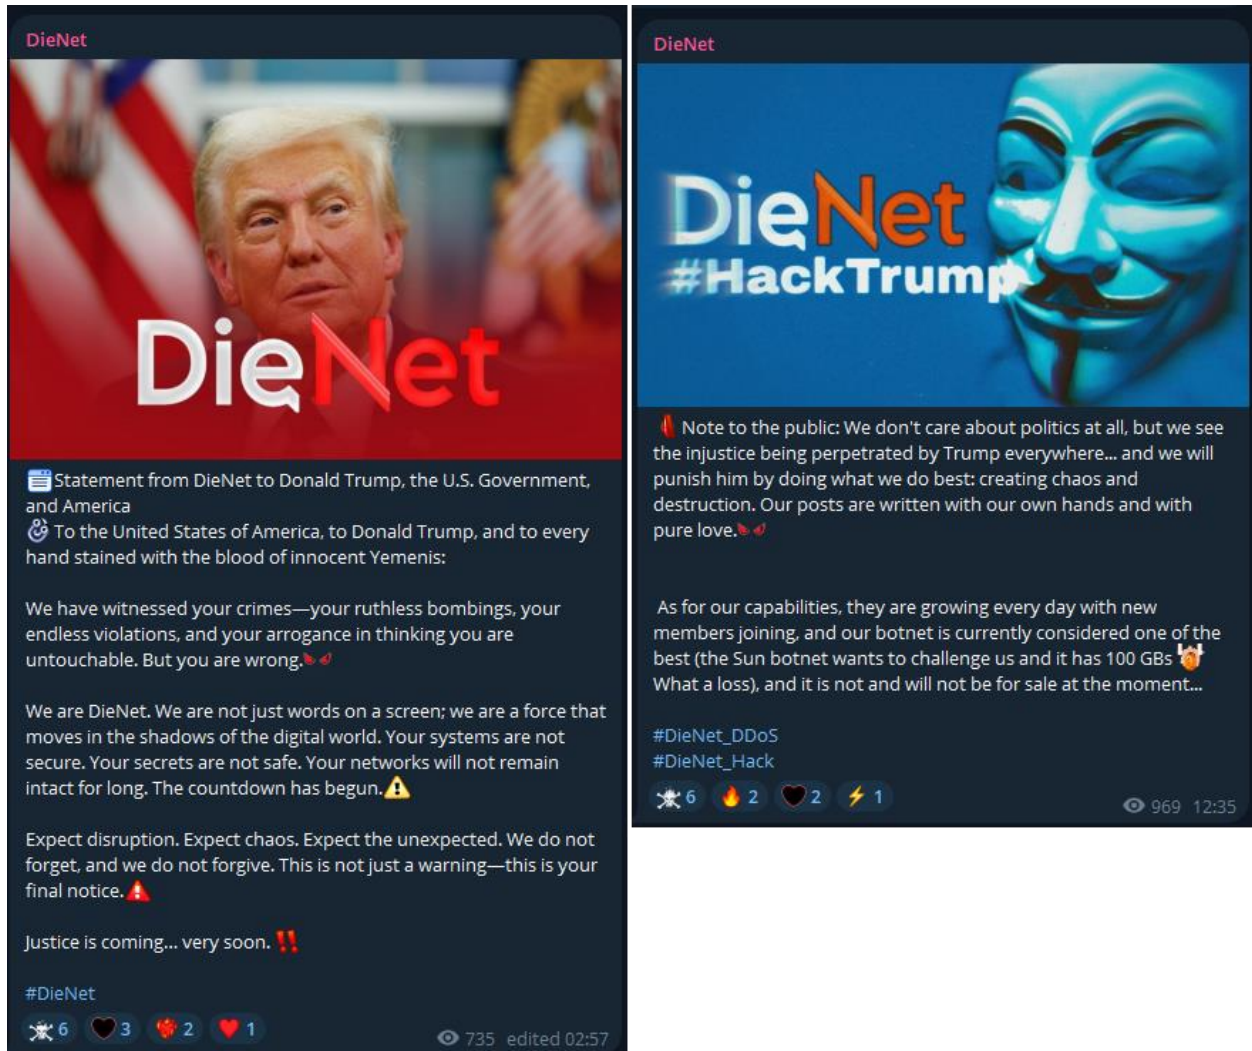 DieNet
DieNet
Statement from DieNet to Donald Trump, the U.S. Government,
and America
To the United States of America, to Donald Trump, and to every
hand stained with the blood of innocent Yemenis:
We have witnessed your crimes—your ruthless bombings, your
endless violations, and your arrogance in thinking you are
untouchable. But you are wrong.
We are DieNet. We are not just words on a screen; we are a force that
moves in the shadows of the digital world. Your systems are not
secure. Your secrets are not safe. Your networks will not remain
intact for long. The countdown has begun.
Expect disruption. Expect chaos. Expect the unexpected. We do not
forget, and we do not forgive. This is not just a warning—this is your
final notice.
Justice is coming... very soon.
#DieNet
6 3 2 1
735 edited 02:57
DieNet
DieNet
#HackTrump
Note to the public: We don't care about politics at all, but we see
the injustice being perpetrated by Trump everywhere... and we will
punish him by doing what we do best: creating chaos and
destruction. Our posts are written with our own hands and with
pure love.
As for our capabilities, they are growing every day with new
members joining, and our botnet is currently considered one of the
best (the Sun botnet wants to challenge us and it has 100 GBs
What a loss), and it is not and will not be for sale at the moment...
#DieNet_DDoS
#DieNet_Hack
6 2 2 1
969 12:35